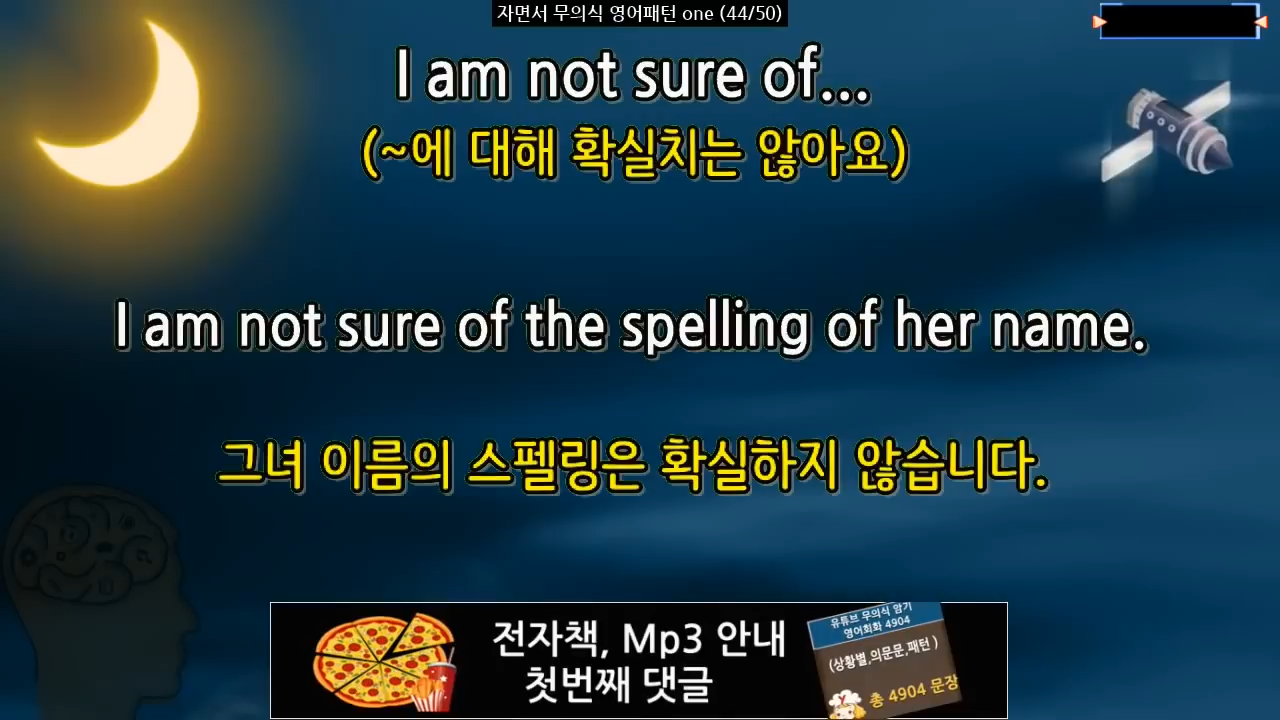 자면서 무의식 영어패턴 one (44/50)
I am not sure of...
(~에 대해 확실치는 않아요)
I am not sure of the spelling of her name.
그녀 이름의 스펠링은 확실하지 않습니다.
전자책, Mp3 안내
첫번째 댓글
유튜브 무의식 암기
영어회화 4904
(상황별,의문문,패턴 )
총 4904 문장